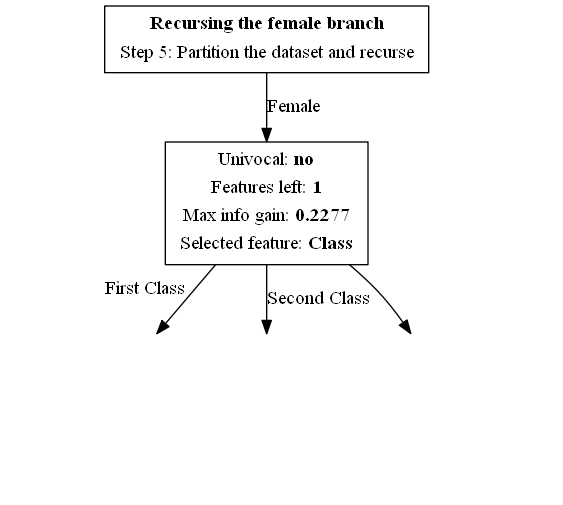 Recursing the female branch
Step 5: Partition the dataset and recurse
Female
Univocal: no
Features left: 1
Max info gain: 0.2277
Selected feature: Class
First Class
Second Class